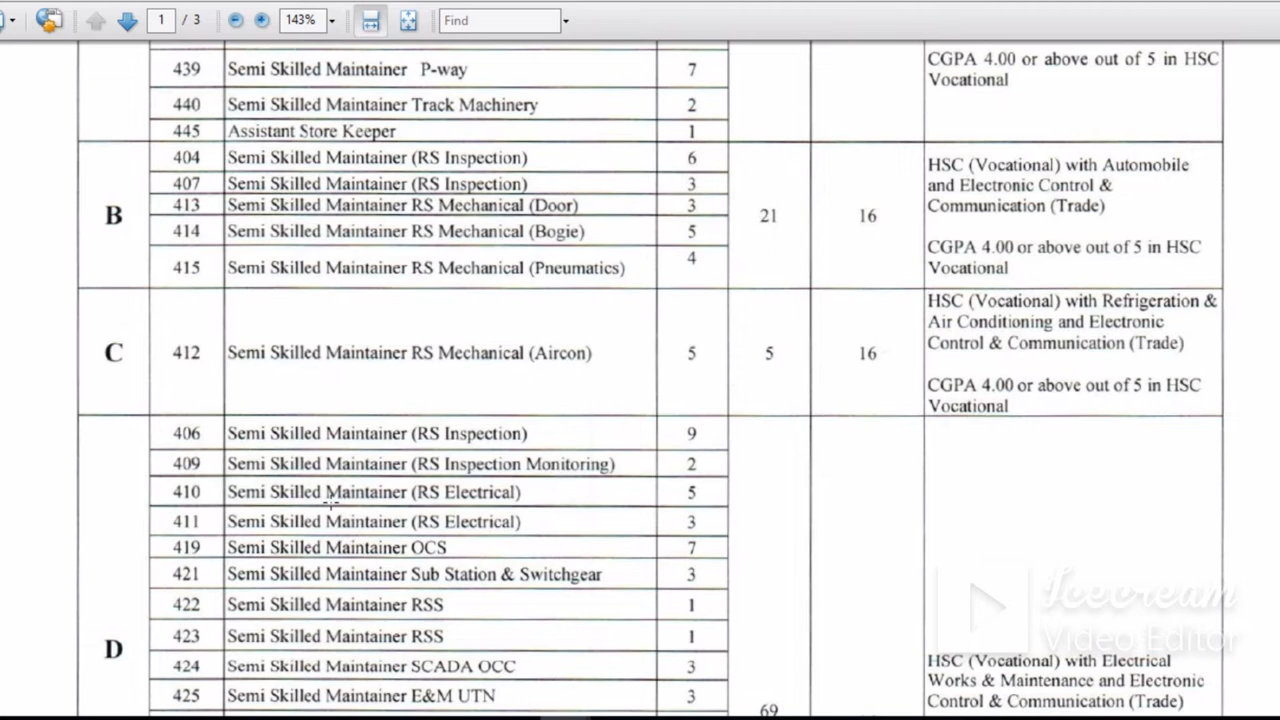 1 / 3 143% Find
439 Semi Skilled Maintainer P-way 7
CGPA 4.00 or above out of 5 in HSC
Vocational
440 Semi Skilled Maintainer Track Machinery 2
445 Assistant Store Keeper 1
B
404 Semi Skilled Maintainer (RS Inspection) 6
407 Semi Skilled Maintainer (RS Inspection) 3
413 Semi Skilled Maintainer RS Mechanical (Door) 3
414 Semi Skilled Maintainer RS Mechanical (Bogie) 5
415 Semi Skilled Maintainer RS Mechanical (Pneumatics) 4
21 16
HSC (Vocational) with Automobile
and Electronic Control &
Communication (Trade)
CGPA 4.00 or above out of 5 in HSC
Vocational
C 412 Semi Skilled Maintainer RS Mechanical (Aircon) 5 5 16
HSC (Vocational) with Refrigeration &
Air Conditioning and Electronic
Control & Communication (Trade)
CGPA 4.00 or above out of 5 in HSC
Vocational
D
406 Semi Skilled Maintainer (RS Inspection) 9
409 Semi Skilled Maintainer (RS Inspection Monitoring) 2
410 Semi Skilled Maintainer (RS Electrical) 5
411 Semi Skilled Maintainer (RS Electrical) 3
419 Semi Skilled Maintainer OCS 7
421 Semi Skilled Maintainer Sub Station & Switchgear 3
422 Semi Skilled Maintainer RSS 1
423 Semi Skilled Maintainer RSS 1
424 Semi Skilled Maintainer SCADA OCC 3
425 Semi Skilled Maintainer E&M UTN 3
69
HSC (Vocational) with Electrical
Works & Maintenance and Electronic
Control & Communication (Trade)
Icecream
Video Editor